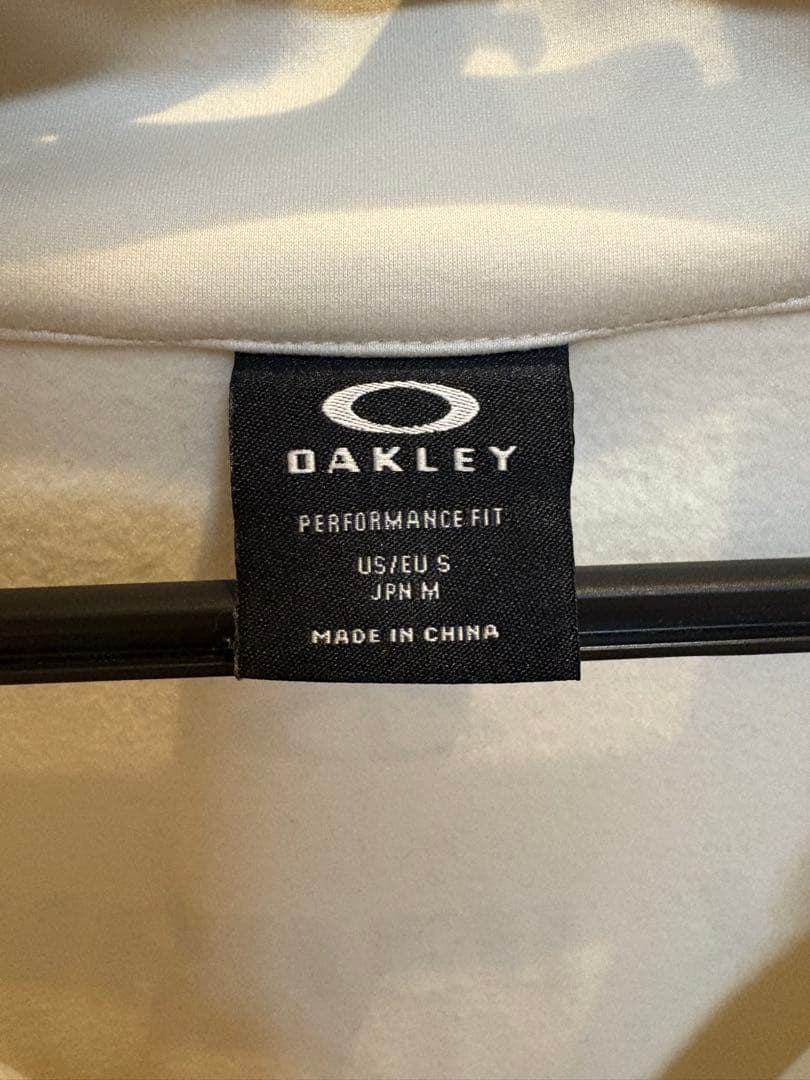 OAKLEY
PERFORMANCE FIT
US/EU S
JPN M
MADE IN CHINA